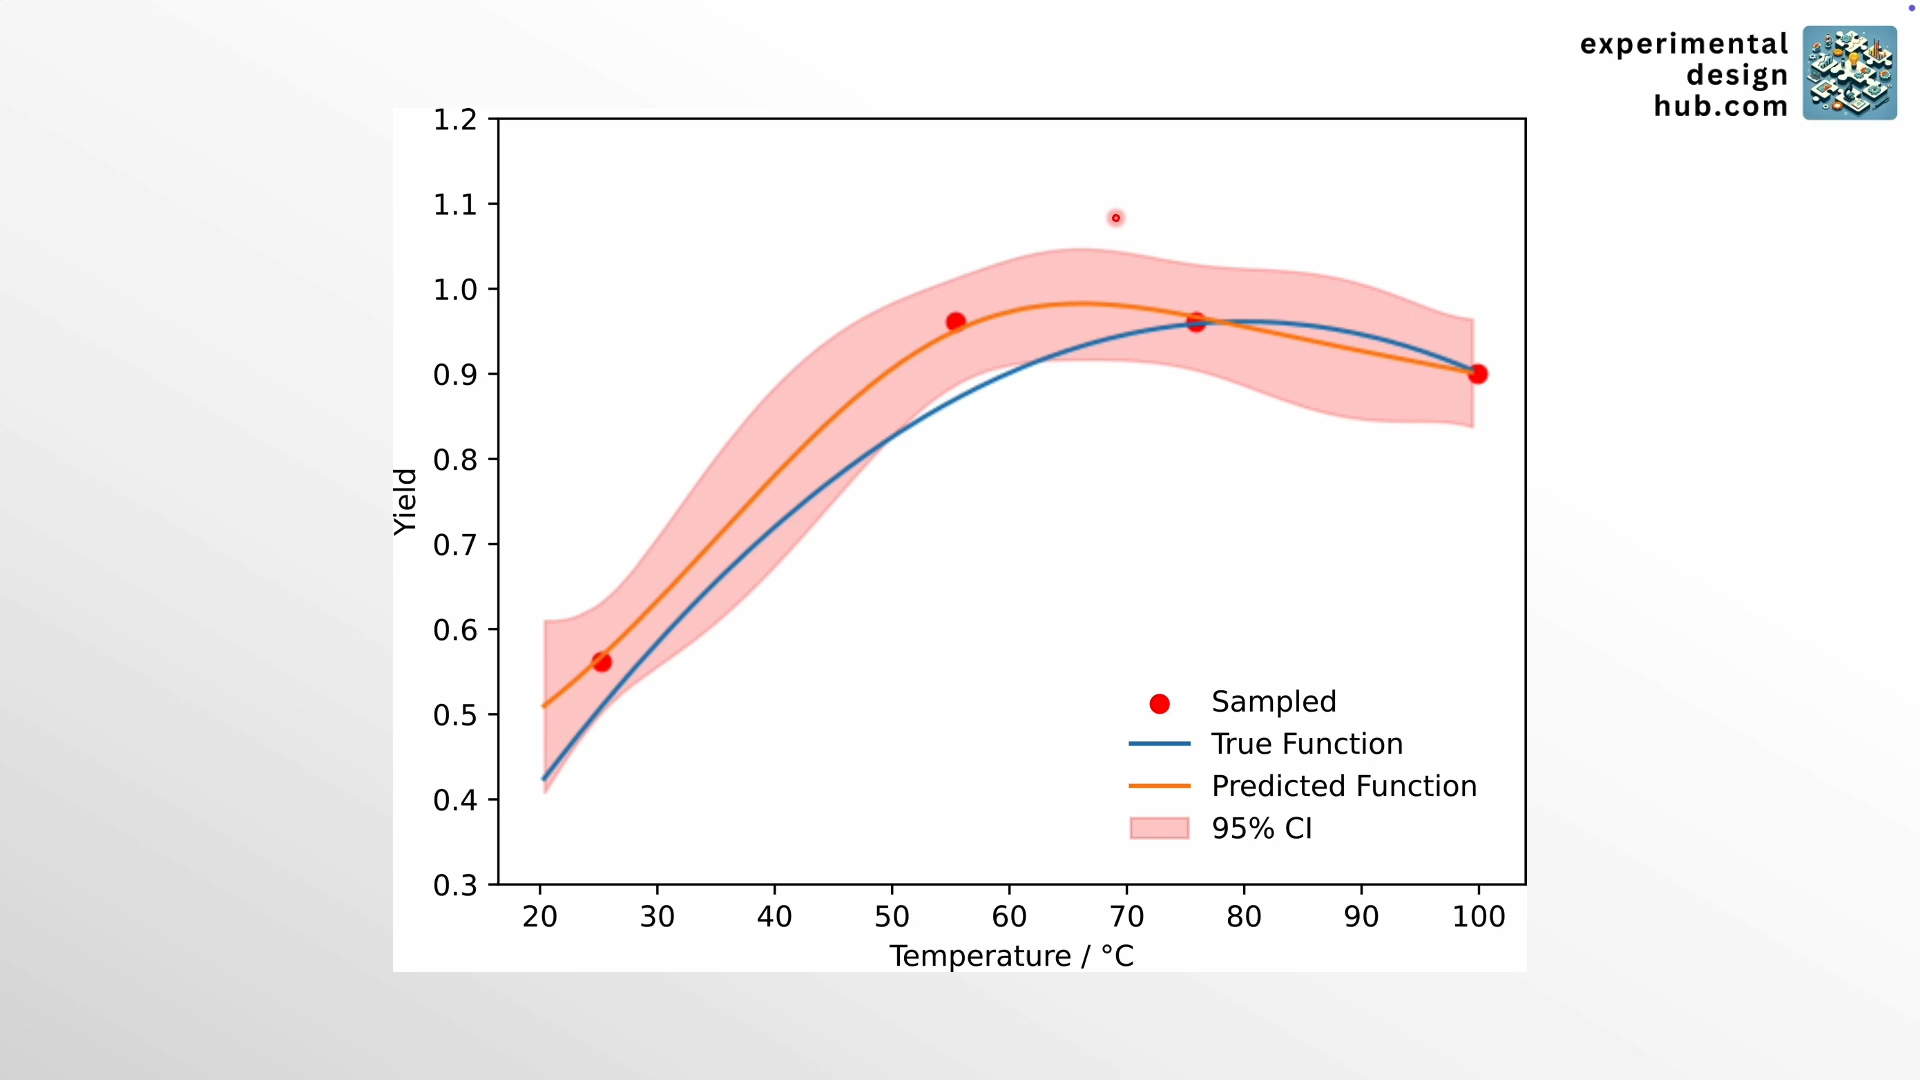 experimental
design
hub.com
1.2
1.1
1.0
0.9
0.8
0.7
0.6
0.5
0.4
0.3
Yield
Sampled
True Function
Predicted Function
95% CI
20 30 40 50 60 70 80 90 100
Temperature / °C